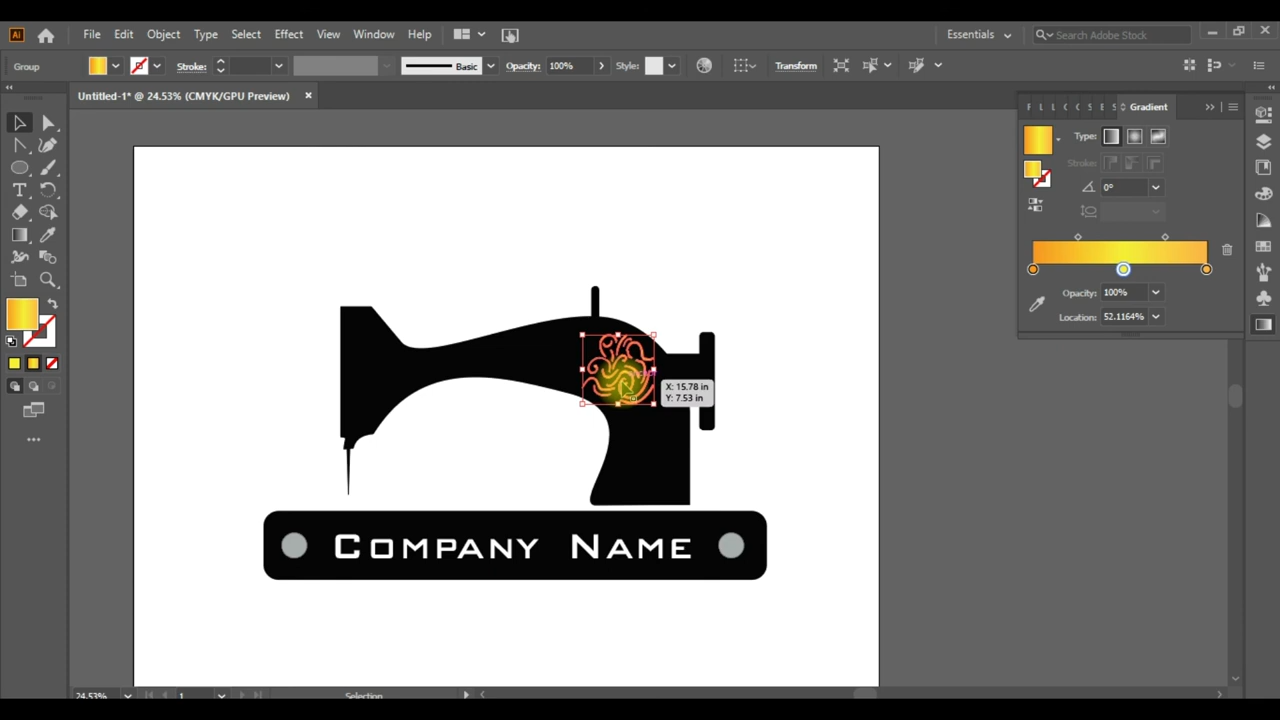 Ai File Edit Object Type Select Effect View Window Help Essentials Search Adobe Stock
Group Stroke: Basic Opacity: 100% Style: Transform
Untitled-1* @ 24.53% (CMYK/GPU Preview)
Gradient
Type:
Stroke:
0°
Opacity: 100%
Location: 52.1164%
X: 15.78 in
Y: 7.53 in
Company Name
24.53% 1 Selection